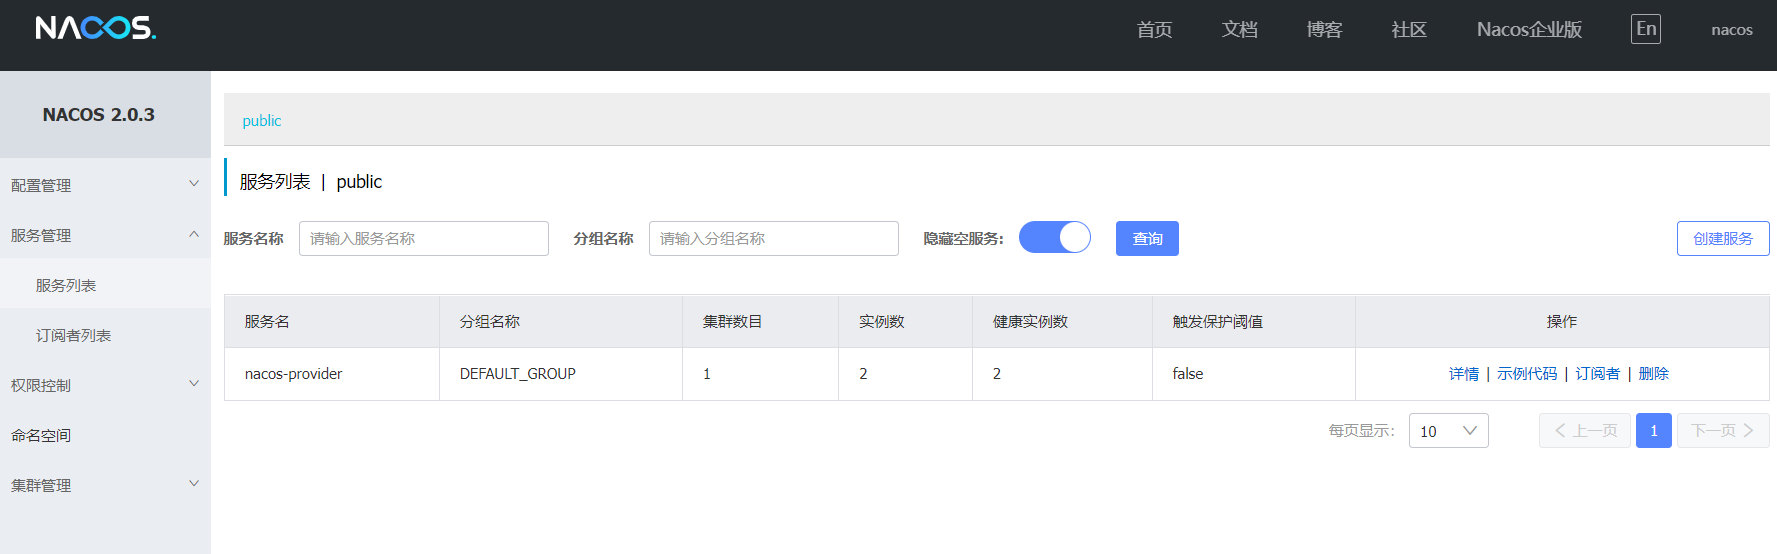 NACOS.
首页 文档 博客 社区 Nacos企业版 En nacos
NACOS 2.0.3
配置管理
服务管理
服务列表
订阅者列表
权限控制
命名空间
集群管理
public
服务列表 | public
服务名称 请输入服务名称 分组名称 请输入分组名称 隐藏空服务: 查询 创建服务
服务名 分组名称 集群数目 实例数 健康实例数 触发保护阈值 操作
nacos-provider DEFAULT_GROUP 1 2 2 false 详情 | 示例代码 | 订阅者 | 删除
每页显示: 10 上一页 1 下一页